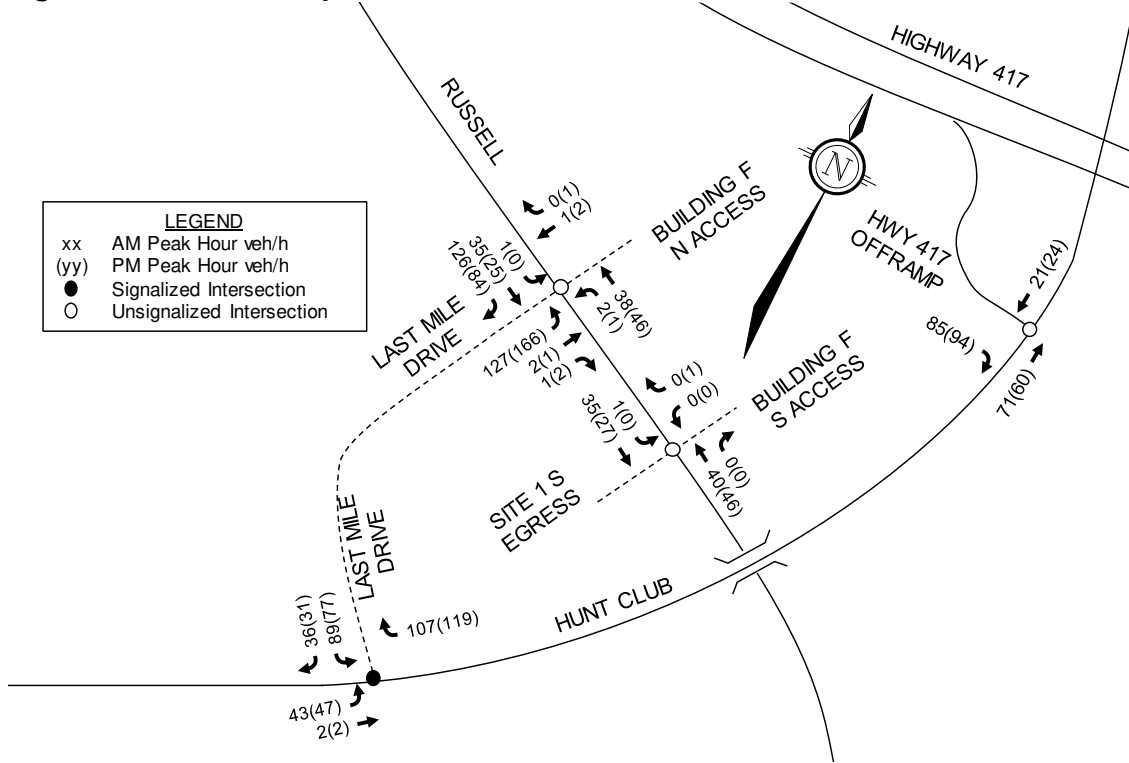 HIGHWAY 417
RUSSELL
N
BUILDING F
N ACCESS
0(1)
1(2)
LEGEND
xx AM Peak Hour veh/h
(yy) PM Peak Hour veh/h
Signalized Intersection
Unsignalized Intersection
HWY 417
OFFRAMP
1(0)
35(25)
126(84)
21(24)
38(46)
2(1)
LAST MILE
DRIVE
85(94)
127(166)
2(1)
1(2)
71(60)
0(1)
0(0)
BUILDING F
S ACCESS
1(0)
35(27)
0(0)
40(46)
SITE 1 S
EGRESS
LAST MILE
DRIVE
HUNT CLUB
36(31)
89(77)
107(119)
43(47)
2(2)